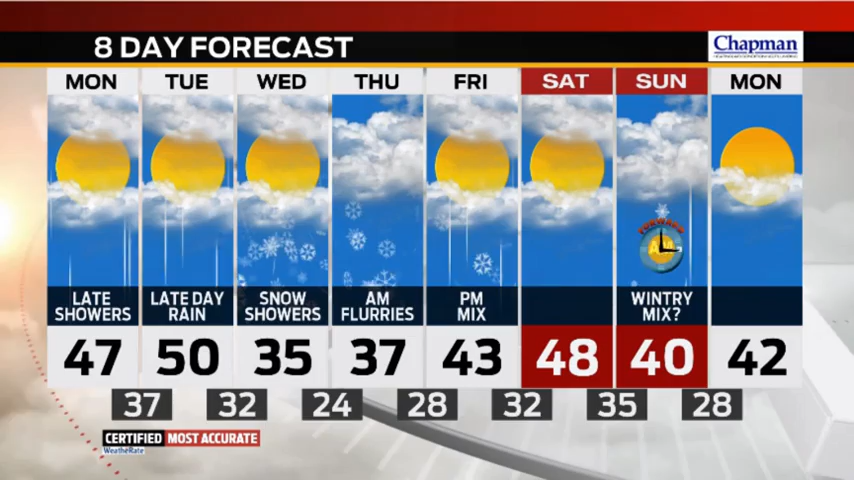 8 DAY FORECAST
Chapman
MON TUE WED THU FRI SAT SUN MON
LATE SHOWERS
LATE DAY RAIN
SNOW SHOWERS
AM FLURRIES
PM MIX
WINTRY MIX?
47 50 35 37 43 48 40 42
37 32 24 28 32 35 28
CERTIFIED MOST ACCURATE
WeatheRate